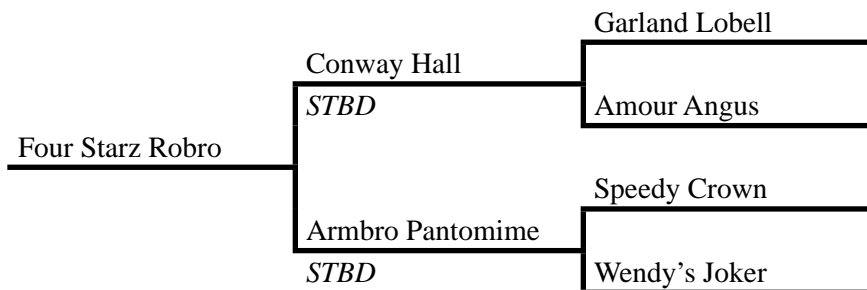 Garland Lobell
Conway Hall
STBD
Amour Angus
Four Starz Robro
Speedy Crown
Armbro Pantomime
STBD
Wendy’s Joker